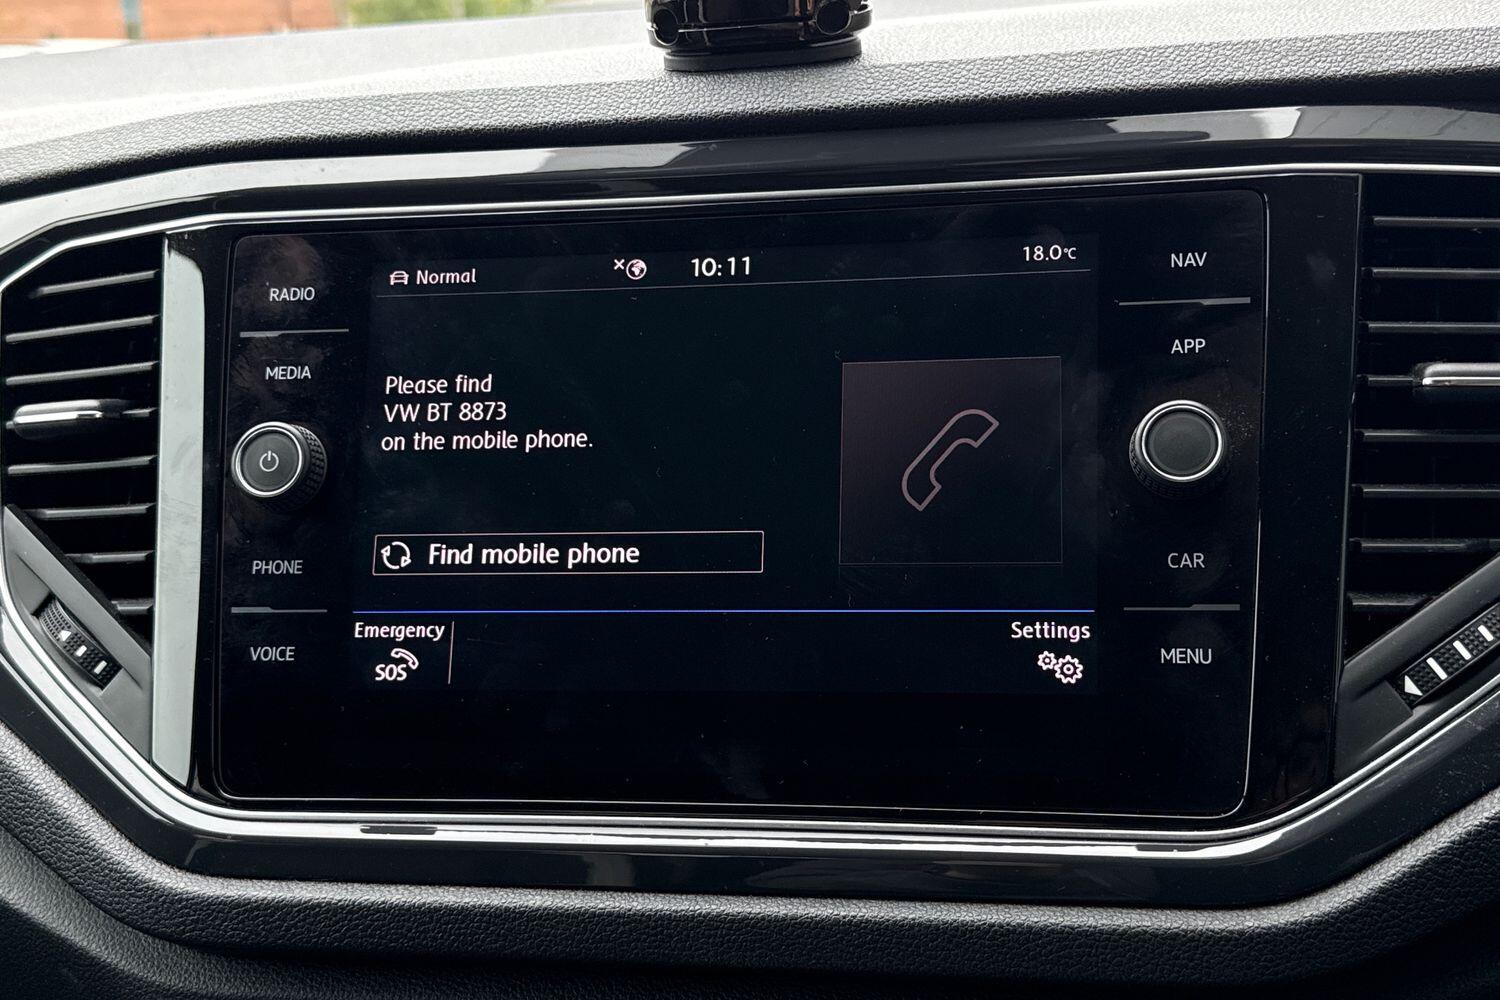 Normal
10:11
18.0°C
RADIO
MEDIA
PHONE
VOICE
Please find
VW BT 8873
on the mobile phone.
Find mobile phone
Emergency
SOS
Settings
NAV
APP
CAR
MENU